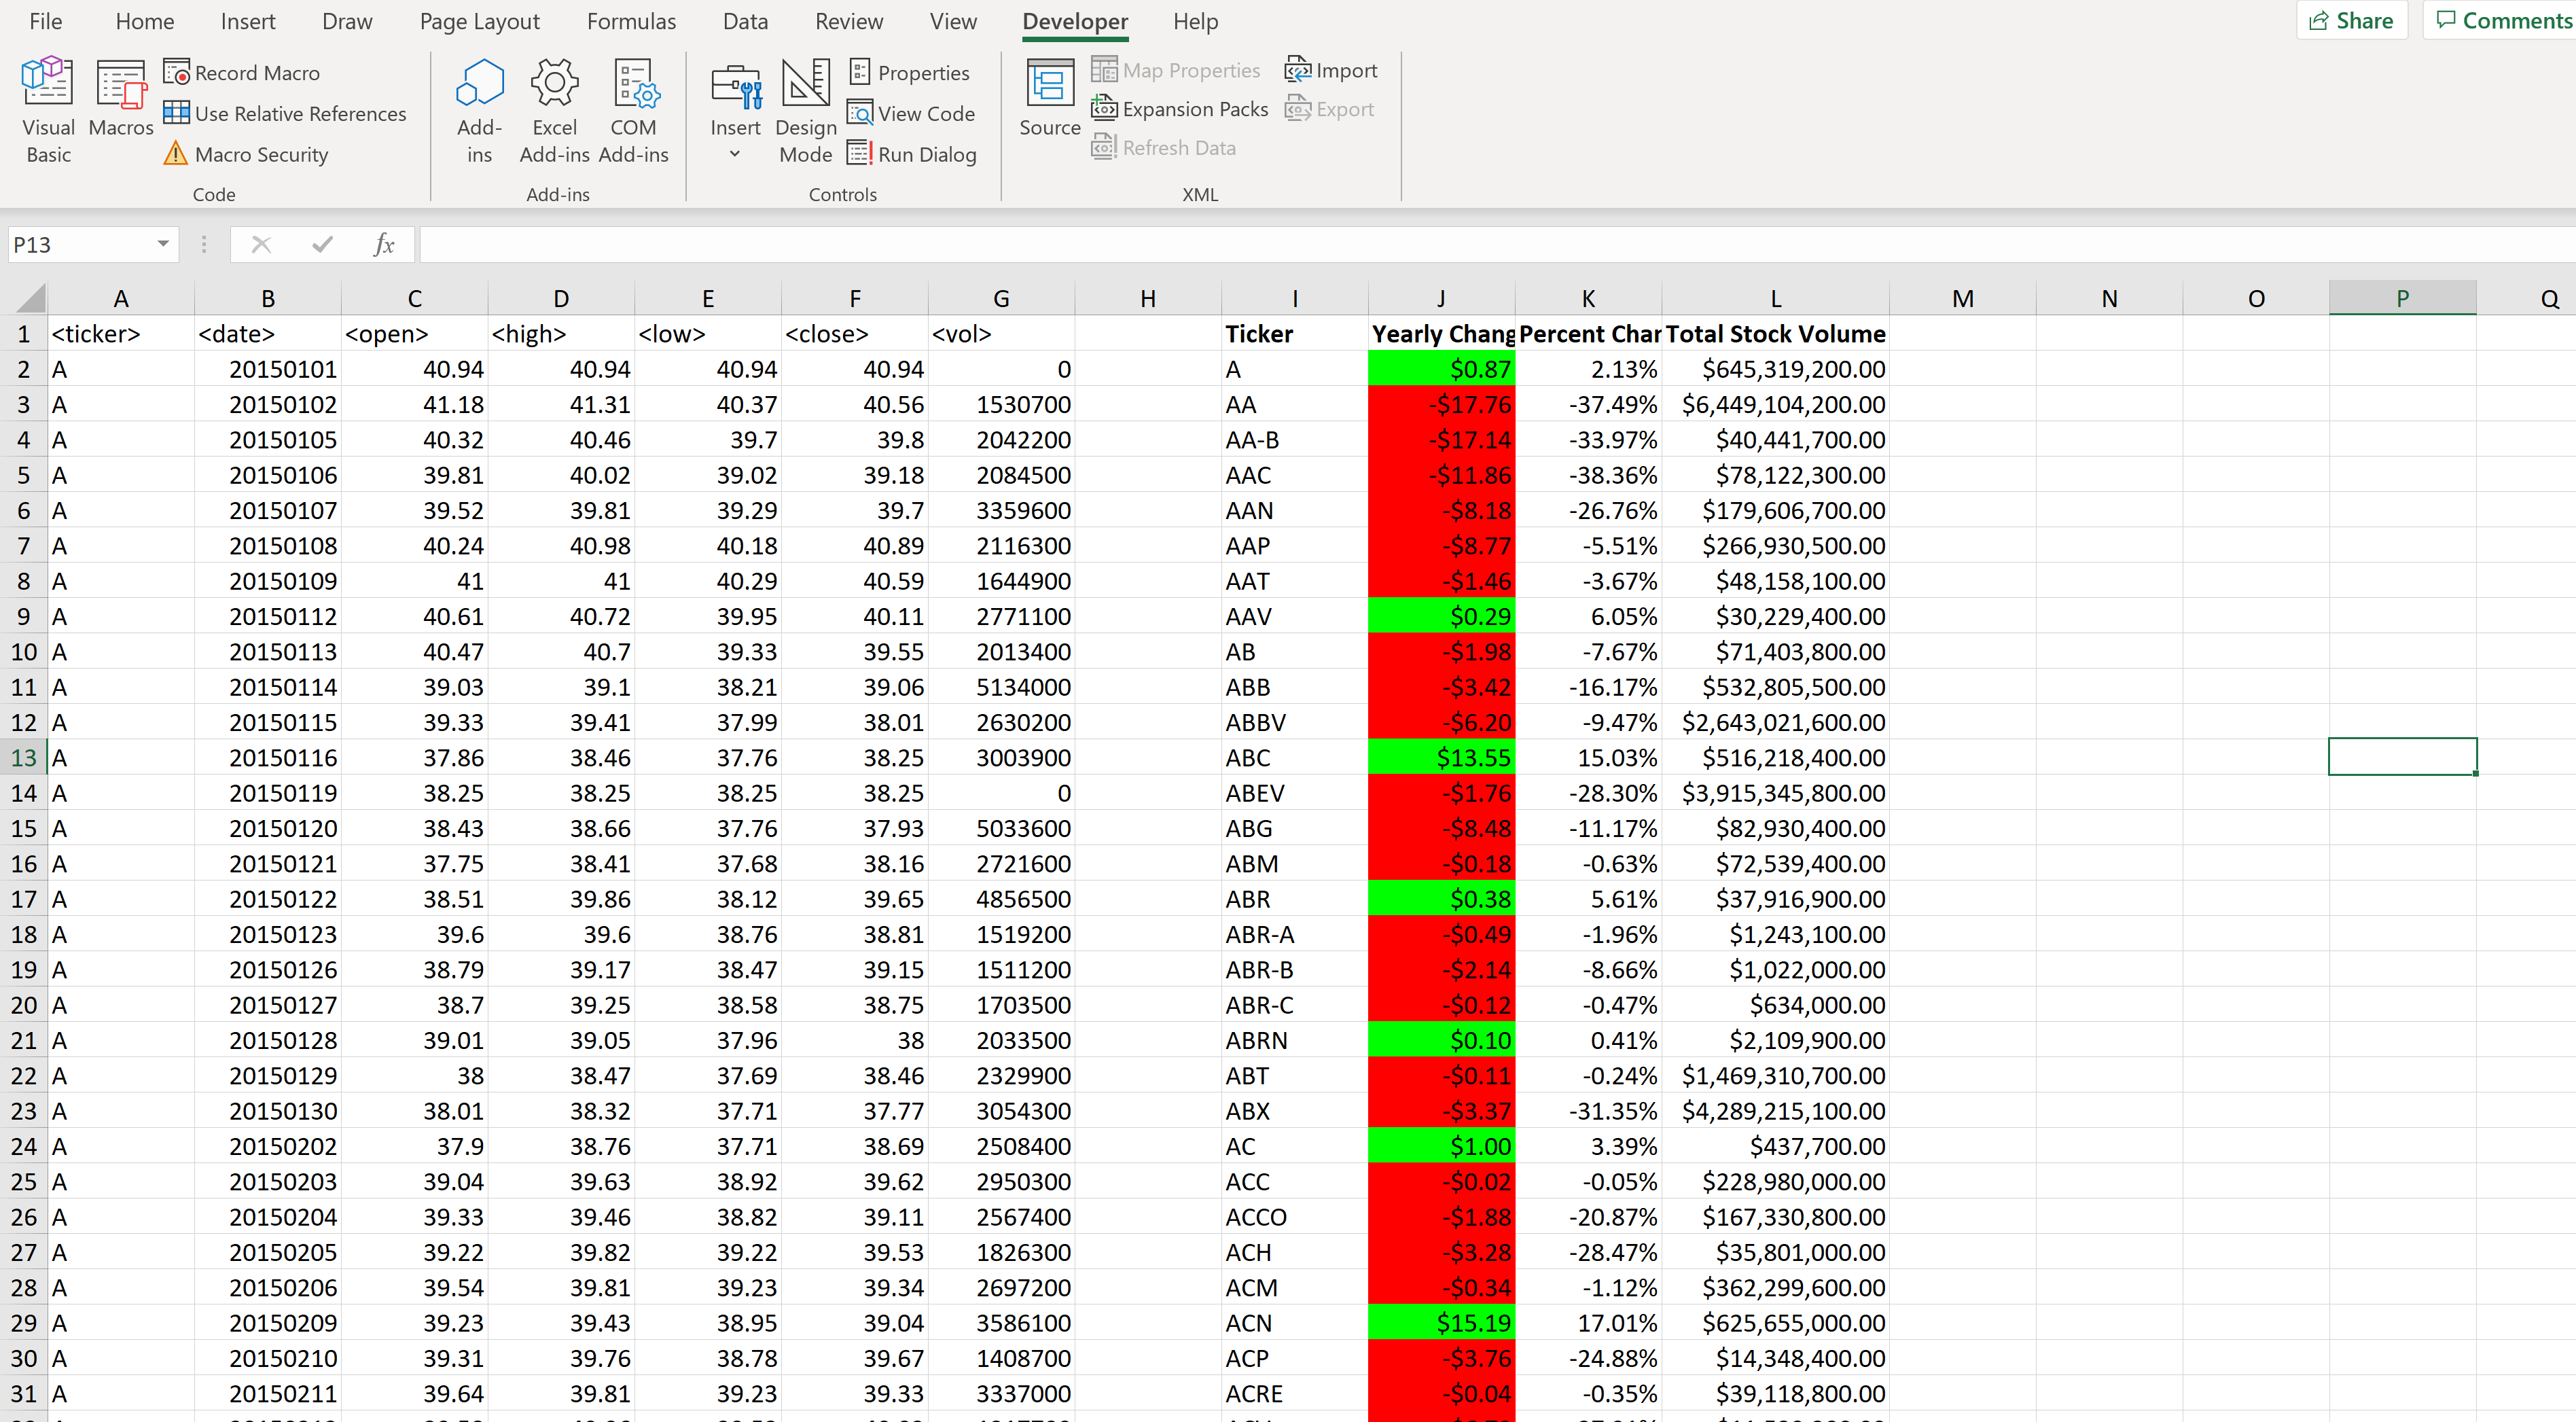 File Home Insert Draw Page Layout Formulas Data Review View Developer Help Share Comments
Visual Basic Macros Record Macro Use Relative References Macro Security Code
Add-ins Excel Add-ins COM Add-ins Add-ins
Insert Design Mode Properties View Code Run Dialog Controls
Source Map Properties Expansion Packs Refresh Data Import Export XML
P13 fx
A B C D E F G H I J K L M N O P Q
1 <ticker> <date> <open> <high> <low> <close> <vol> Ticker Yearly Chang Percent Char Total Stock Volume
2 A 20150101 40.94 40.94 40.94 40.94 0 A $0.87 2.13% $645,319,200.00
3 A 20150102 41.18 41.31 40.37 40.56 1530700 AA -$17.76 -37.49% $6,449,104,200.00
4 A 20150105 40.32 40.46 39.7 39.8 2042200 AA-B -$17.14 -33.97% $40,441,700.00
5 A 20150106 39.81 40.02 39.02 39.18 2084500 AAC -$11.86 -38.36% $78,122,300.00
6 A 20150107 39.52 39.81 39.29 39.7 3359600 AAN -$8.18 -26.76% $179,606,700.00
7 A 20150108 40.24 40.98 40.18 40.89 2116300 AAP -$8.77 -5.51% $266,930,500.00
8 A 20150109 41 41 40.29 40.59 1644900 AAT -$1.46 -3.67% $48,158,100.00
9 A 20150112 40.61 40.72 39.95 40.11 2771100 AAV $0.29 6.05% $30,229,400.00
10 A 20150113 40.47 40.7 39.33 39.55 2013400 AB -$1.98 -7.67% $71,403,800.00
11 A 20150114 39.03 39.1 38.21 39.06 5134000 ABB -$3.42 -16.17% $532,805,500.00
12 A 20150115 39.33 39.41 37.99 38.01 2630200 ABBV -$6.20 -9.47% $2,643,021,600.00
13 A 20150116 37.86 38.46 37.76 38.25 3003900 ABC $13.55 15.03% $516,218,400.00
14 A 20150119 38.25 38.25 38.25 38.25 0 ABEV -$1.76 -28.30% $3,915,345,800.00
15 A 20150120 38.43 38.66 37.76 37.93 5033600 ABG -$8.48 -11.17% $82,930,400.00
16 A 20150121 37.75 38.41 37.68 38.16 2721600 ABM -$0.18 -0.63% $72,539,400.00
17 A 20150122 38.51 39.86 38.12 39.65 4856500 ABR $0.38 5.61% $37,916,900.00
18 A 20150123 39.6 39.6 38.76 38.81 1519200 ABR-A -$0.49 -1.96% $1,243,100.00
19 A 20150126 38.79 39.17 38.47 39.15 1511200 ABR-B -$2.14 -8.66% $1,022,000.00
20 A 20150127 38.7 39.25 38.58 38.75 1703500 ABR-C -$0.12 -0.47% $634,000.00
21 A 20150128 39.01 39.05 37.96 38 2033500 ABRN $0.10 0.41% $2,109,900.00
22 A 20150129 38 38.47 37.69 38.46 2329900 ABT -$0.11 -0.24% $1,469,310,700.00
23 A 20150130 38.01 38.32 37.71 37.77 3054300 ABX -$3.37 -31.35% $4,289,215,100.00
24 A 20150202 37.9 38.76 37.71 38.69 2508400 AC $1.00 3.39% $437,700.00
25 A 20150203 39.04 39.63 38.92 39.62 2950300 ACC -$0.02 -0.05% $228,980,000.00
26 A 20150204 39.33 39.46 38.82 39.11 2567400 ACCO -$1.88 -20.87% $167,330,800.00
27 A 20150205 39.22 39.82 39.22 39.53 1826300 ACH -$3.28 -28.47% $35,801,000.00
28 A 20150206 39.54 39.81 39.23 39.34 2697200 ACM -$0.34 -1.12% $362,299,600.00
29 A 20150209 39.23 39.43 38.95 39.04 3586100 ACN $15.19 17.01% $625,655,000.00
30 A 20150210 39.31 39.76 38.78 39.67 1408700 ACP -$3.76 -24.88% $14,348,400.00
31 A 20150211 39.64 39.81 39.23 39.33 3337000 ACRE -$0.04 -0.35% $39,118,800.00